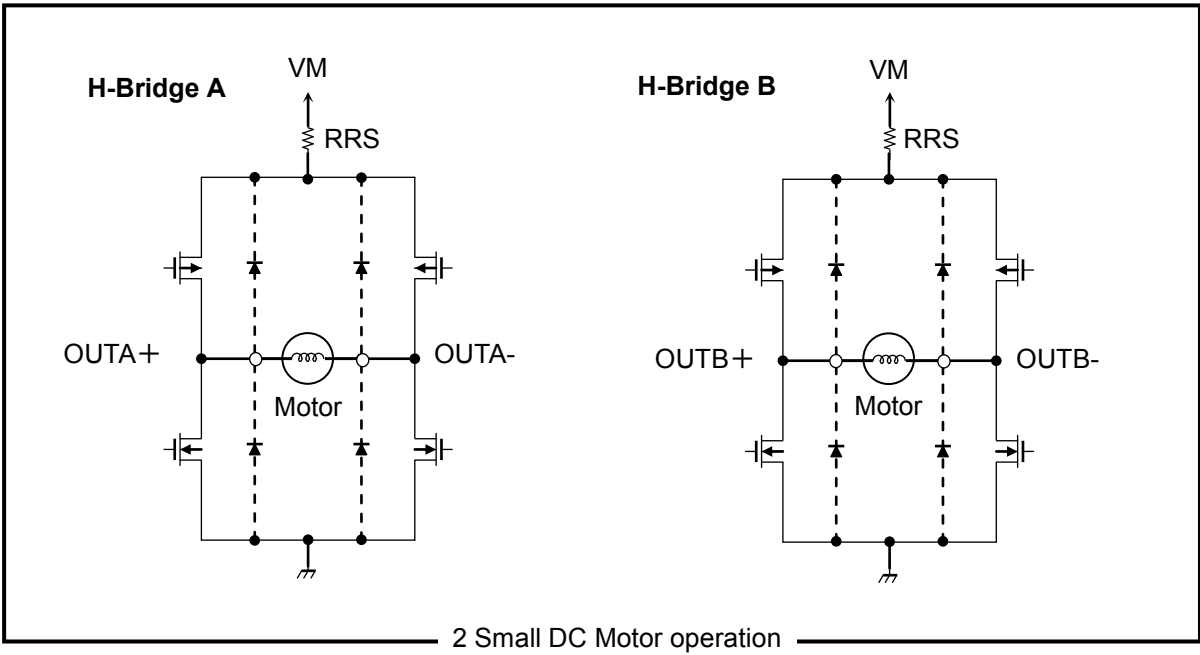 H-Bridge A
VM
RRS
OUTA+
OUTA-
Motor
H-Bridge B
VM
RRS
OUTB+
OUTB-
Motor
2 Small DC Motor operation